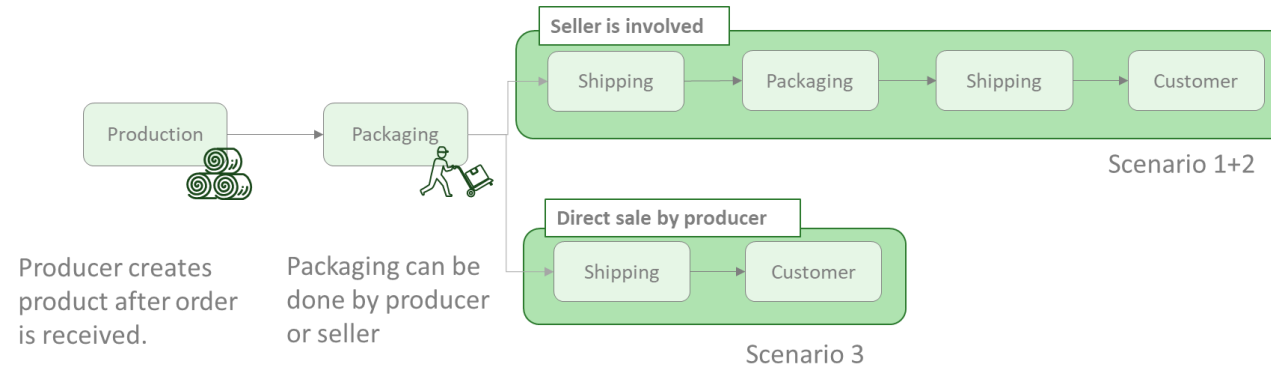 Seller is involved
Shipping
Packaging
Shipping
Customer
Production
Packaging
Scenario 1+2
Direct sale by producer
Shipping
Customer
Scenario 3
Producer creates
product after order
is received.
Packaging can be
done by producer
or seller